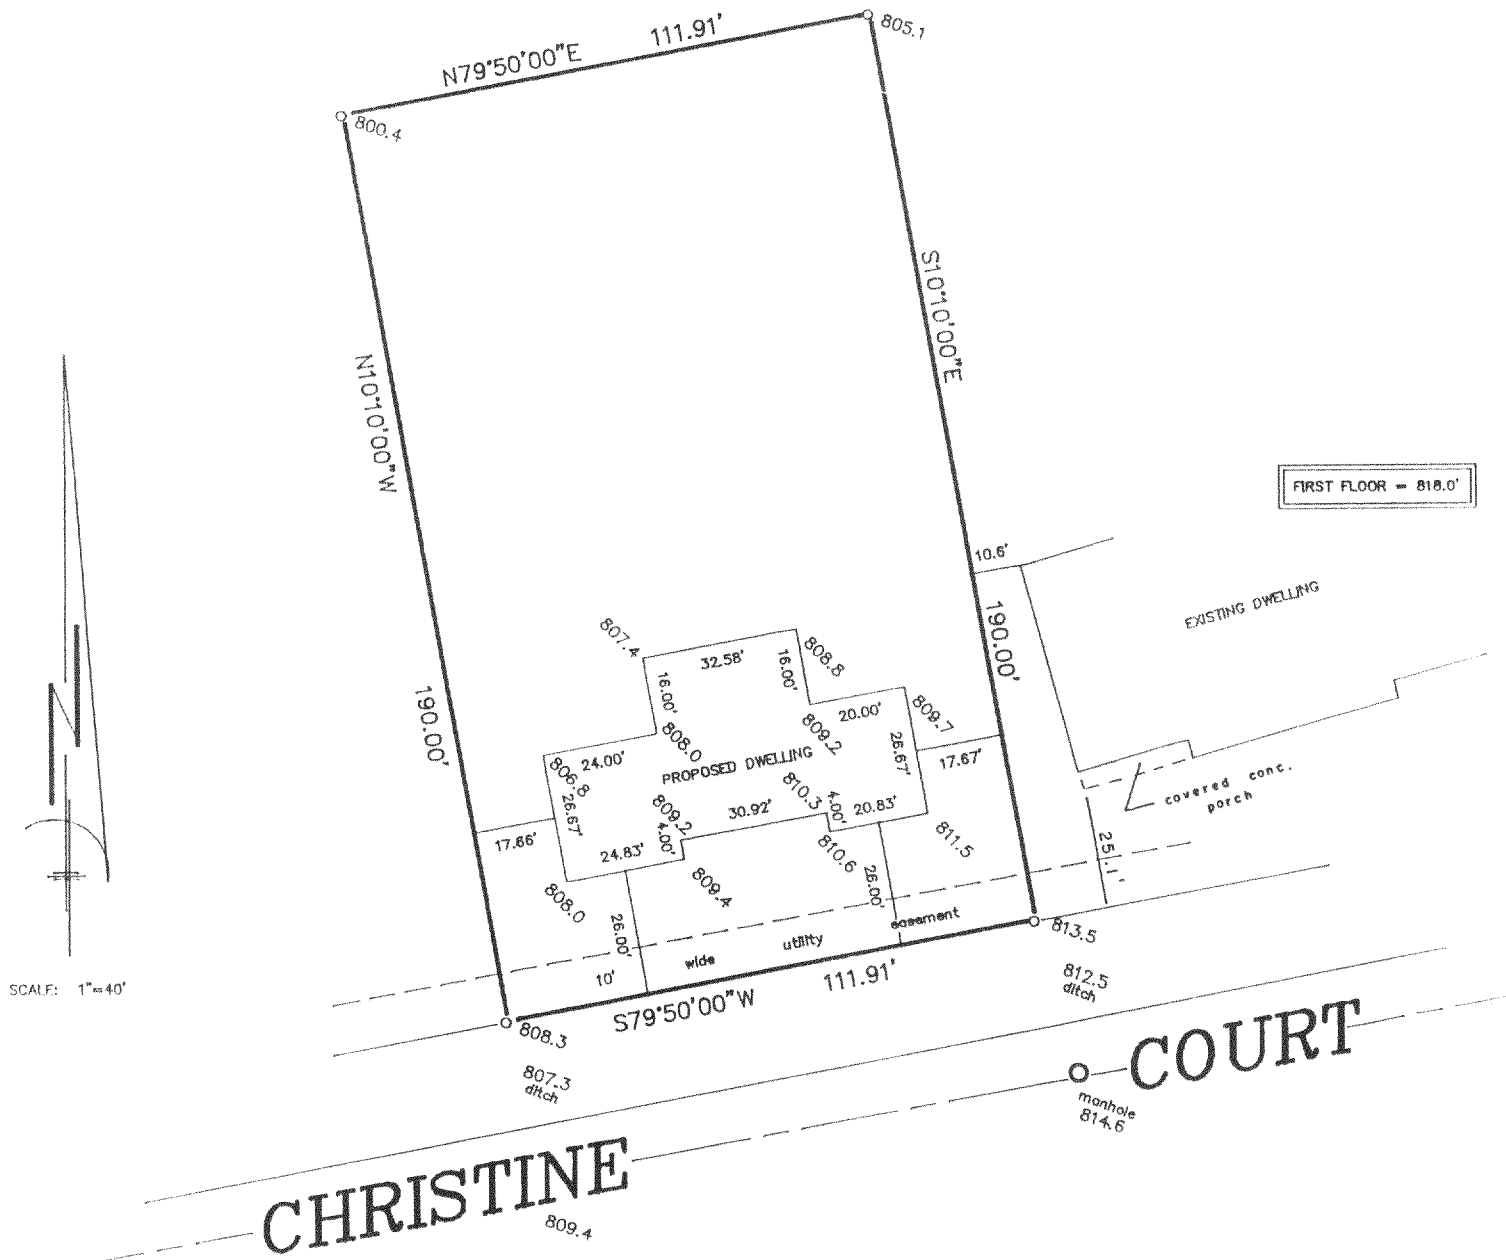 111.91'
N79°50'00"E
805.1
800.4
S10°10'00"E
N10°10'00"W
FIRST FLOOR = 818.0'
10.6'
EXISTING DWELLING
190.00'
807.4
32.58'
808.8
16.00'
16.00'
190.00'
20.00'
809.7
808.0
809.2
24.00'
806.8
PROPOSED DWELLING
26.67'
17.67'
covered conc.
porch
26.67'
809.2
810.3
4.00'
30.92'
20.83'
4.00'
17.66'
24.83'
810.6
811.5
25.1'
808.0
809.4
26.00'
26.00'
10' wide utility easement
813.5
812.5
ditch
SCALE: 1"=40'
111.91'
S79°50'00"W
808.3
807.3
ditch
COURT
manhole
814.6
CHRISTINE
809.4